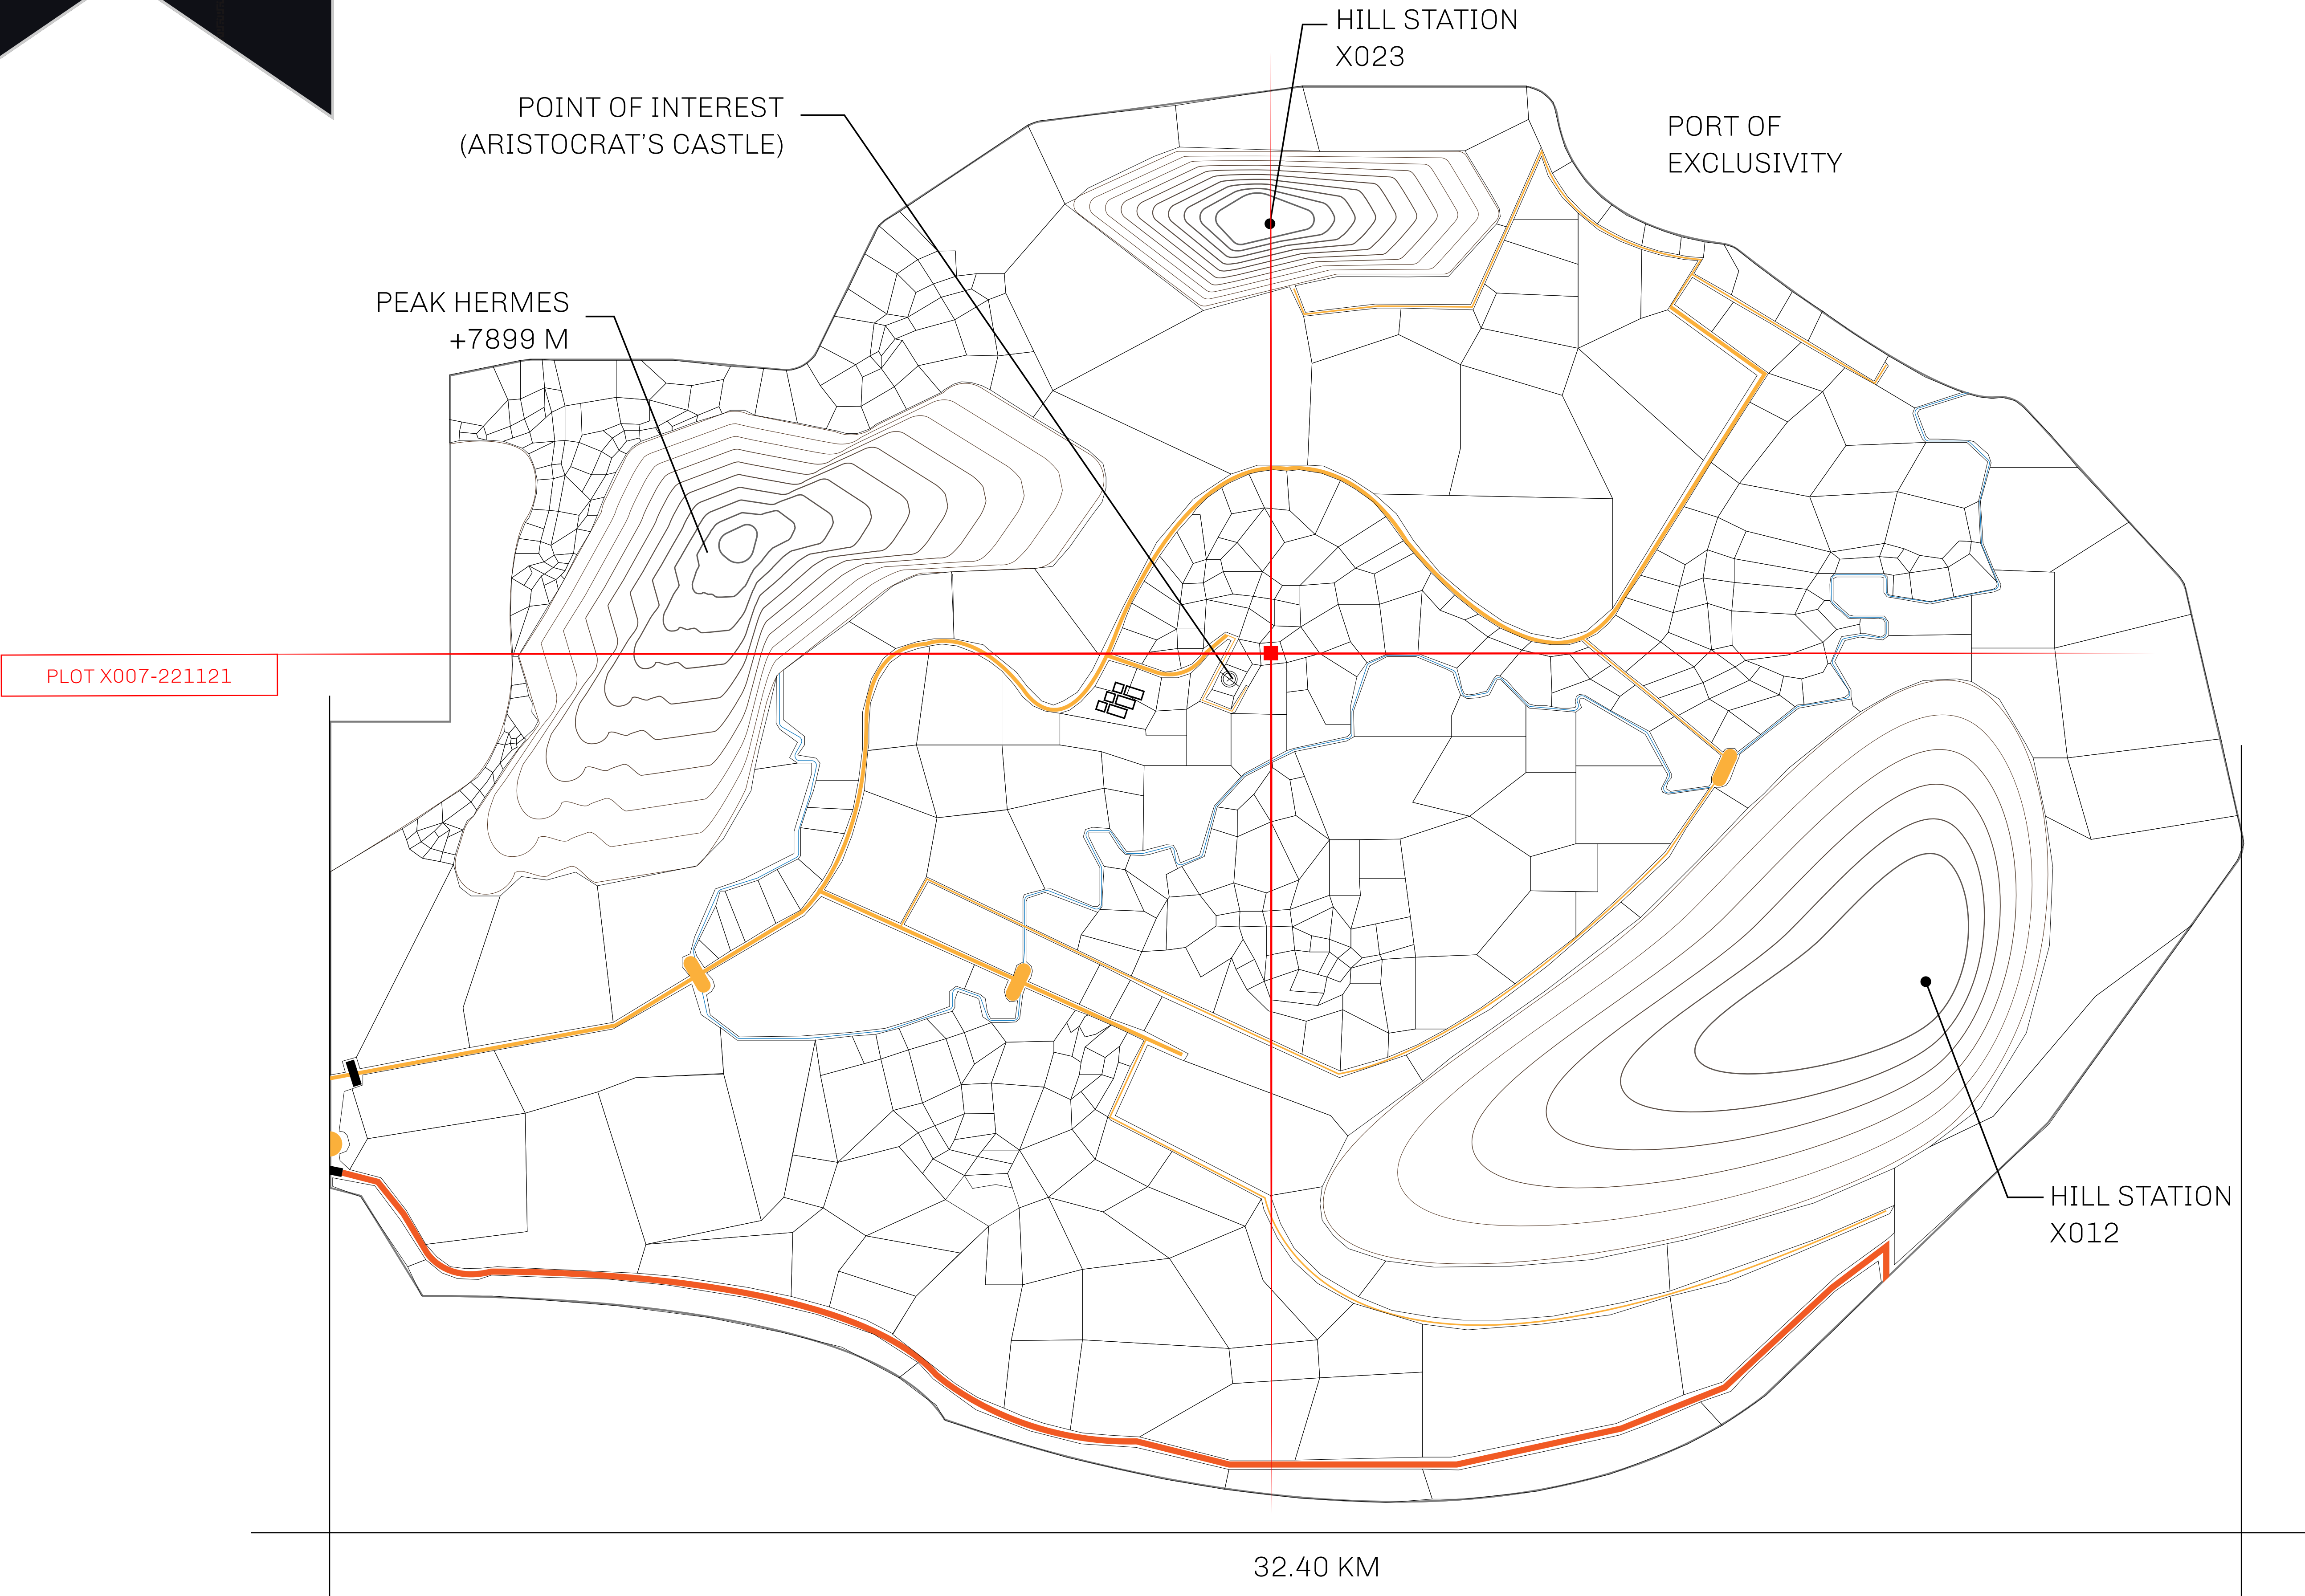 HILL STATION
X023
POINT OF INTEREST
(ARISTOCRAT'S CASTLE)
PORT OF
EXCLUSIVITY
PEAK HERMES
+7899 M
PLOT X007-221121
HILL STATION
X012
32.40 KM